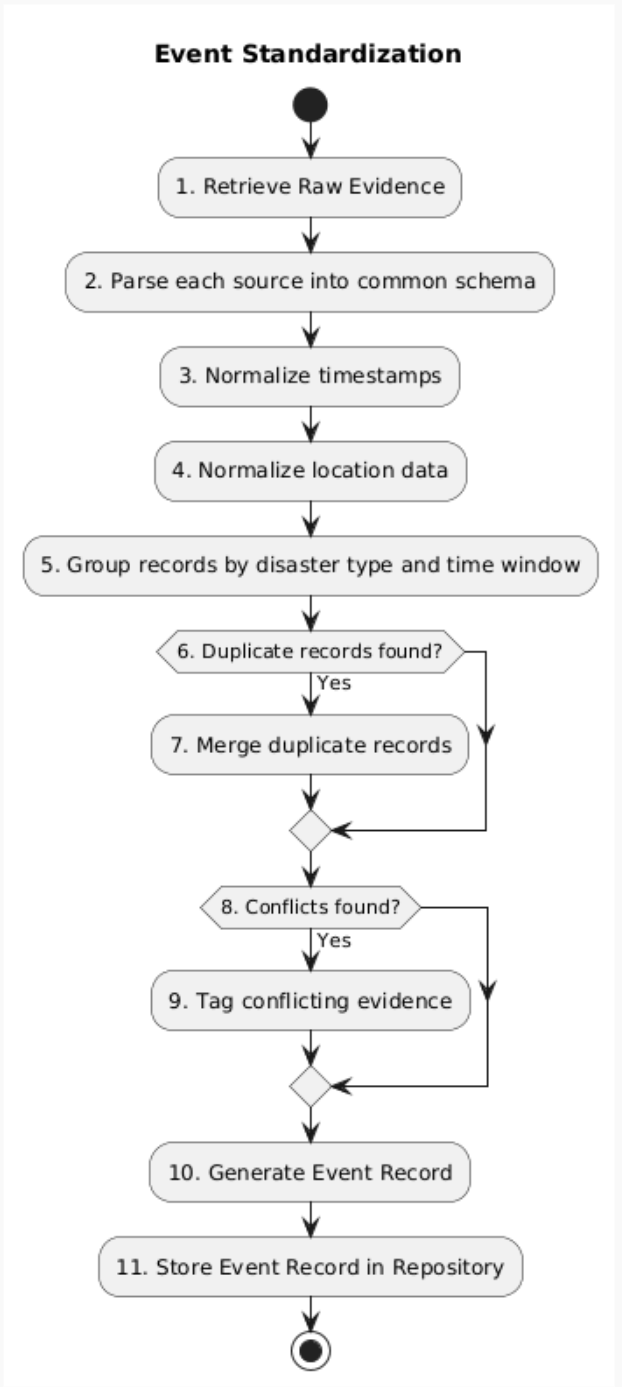 Event Standardization
1. Retrieve Raw Evidence
2. Parse each source into common schema
3. Normalize timestamps
4. Normalize location data
5. Group records by disaster type and time window
6. Duplicate records found?
Yes
7. Merge duplicate records
8. Conflicts found?
Yes
9. Tag conflicting evidence
10. Generate Event Record
11. Store Event Record in Repository